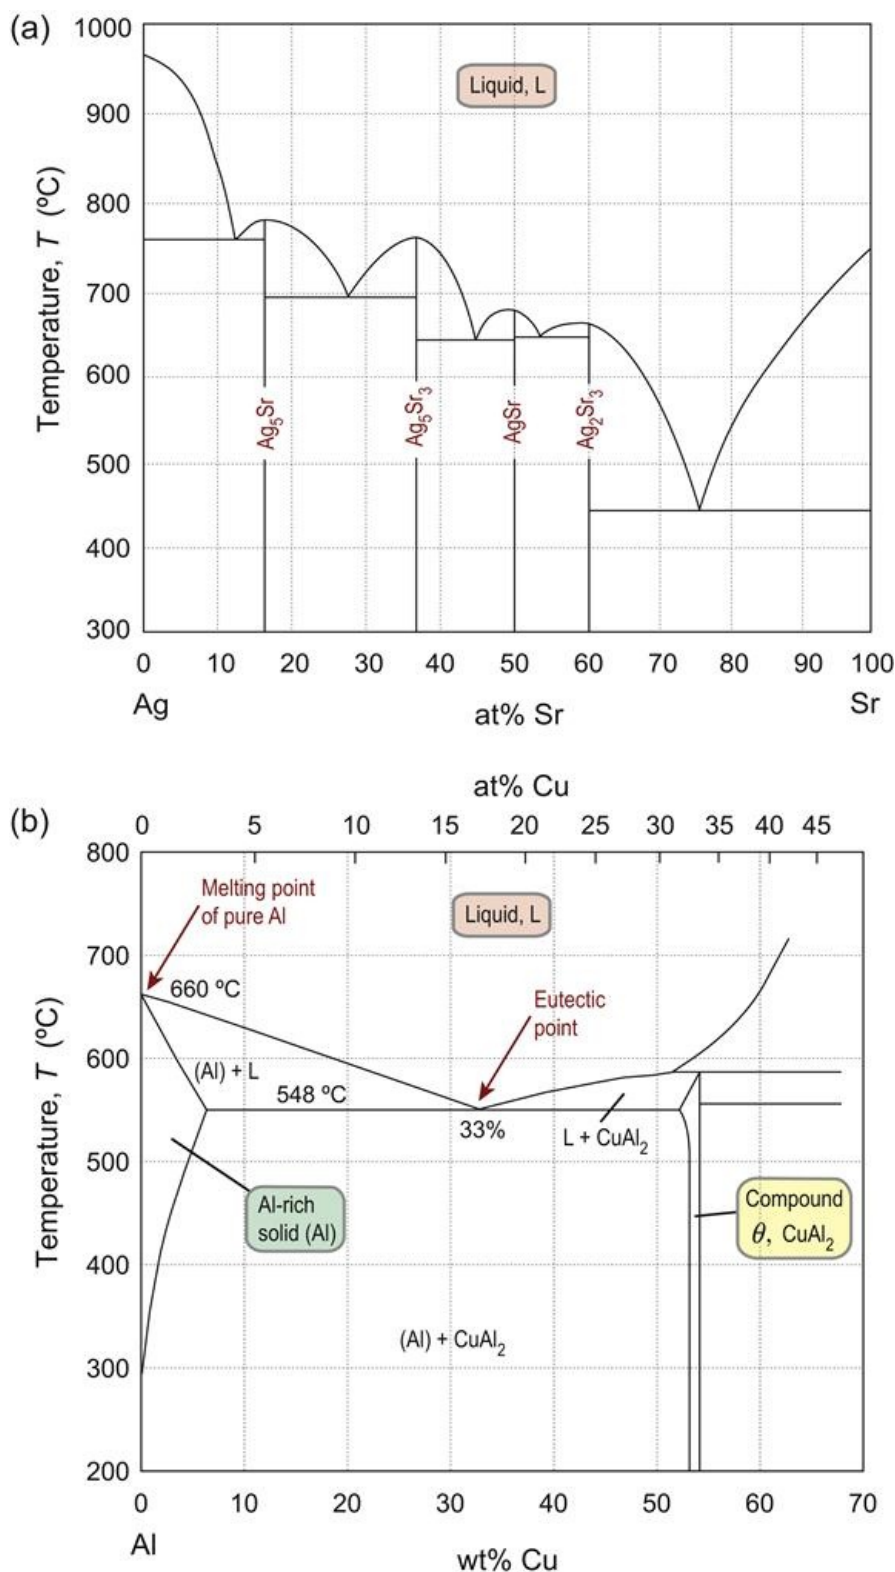 (a)
1000
900
800
700
600
500
400
300
Temperature, T (ºC)
Liquid, L
Ag5Sr
Ag5Sr3
AgSr
Ag2Sr3
0 10 20 30 40 50 60 70 80 90 100
Ag at% Sr Sr
at% Cu
(b)
0 5 10 15 20 25 30 35 40 45
800
700
600
500
400
300
200
Temperature, T (ºC)
Melting point
of pure Al
Liquid, L
660 ºC
Eutectic
point
(Al) + L
548 ºC
33%
L + CuAl2
Al-rich
solid (Al)
Compound
θ, CuAl2
(Al) + CuAl2
0 10 20 30 40 50 60 70
Al wt% Cu